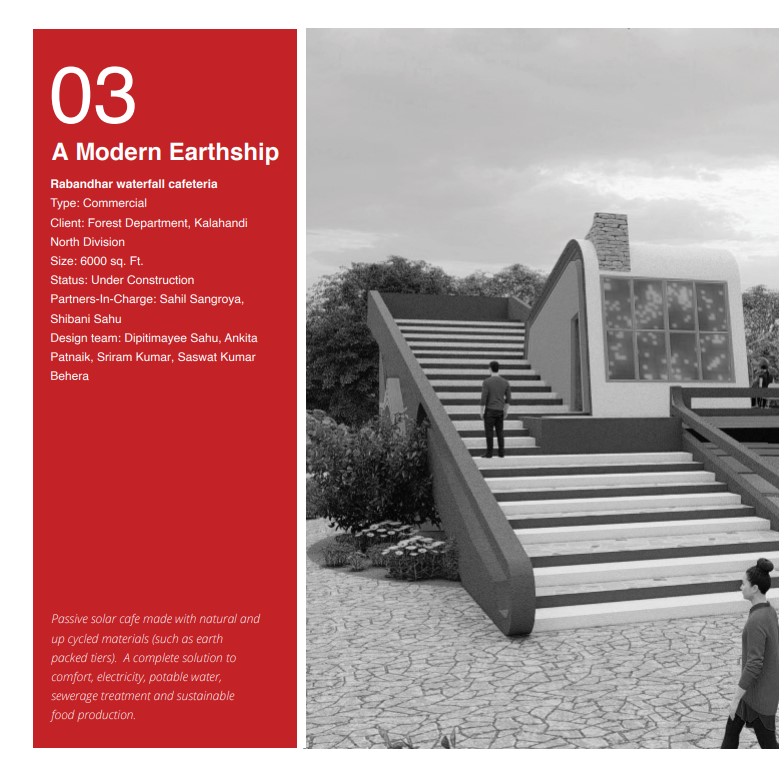 03
A Modern Earthship
Rabandhar waterfall cafeteria
Type: Commercial
Client: Forest Department, Kalahandi
North Division
Size: 6000 sq. Ft.
Status: Under Construction
Partners-In-Charge: Sahil Sangroya,
Shibani Sahu
Design team: Dipitimayee Sahu, Ankita
Patnaik, Sriram Kumar, Saswat Kumar
Behera
Passive solar cafe made with natural and
up cycled materials (such as earth
packed tiers).  A complete solution to
comfort, electricity, potable water,
sewerage treatment and sustainable
food production.